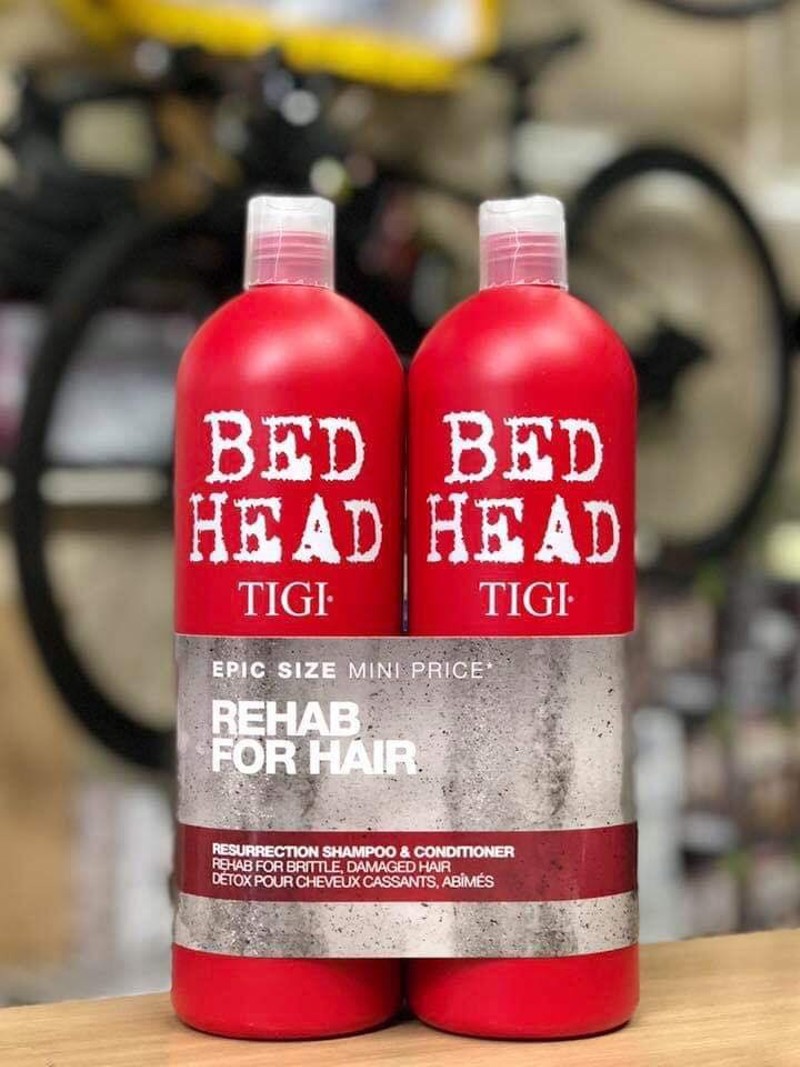 BED
HEAD
TIGI
BED
HEAD
TIGI
EPIC SIZE MINI PRICE*
REHAB
FOR HAIR
RESURRECTION SHAMPOO & CONDITIONER
REHAB FOR BRITTLE, DAMAGED HAIR
DÉTOX POUR CHEVEUX CASSANTS, ABÎMÉS